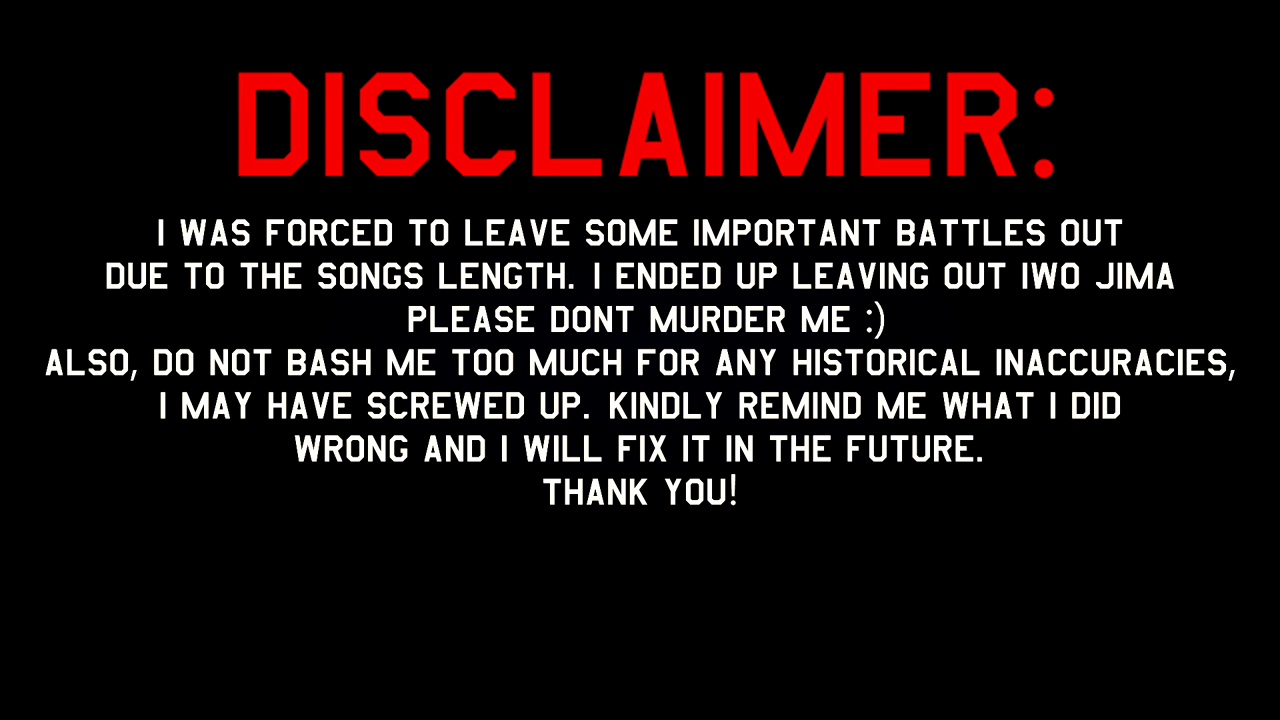 DISCLAIMER:
I WAS FORCED TO LEAVE SOME IMPORTANT BATTLES OUT
DUE TO THE SONGS LENGTH. I ENDED UP LEAVING OUT IWO JIMA
PLEASE DONT MURDER ME :)
ALSO, DO NOT BASH ME TOO MUCH FOR ANY HISTORICAL INACCURACIES,
I MAY HAVE SCREWED UP. KINDLY REMIND ME WHAT I DID
WRONG AND I WILL FIX IT IN THE FUTURE.
THANK YOU!